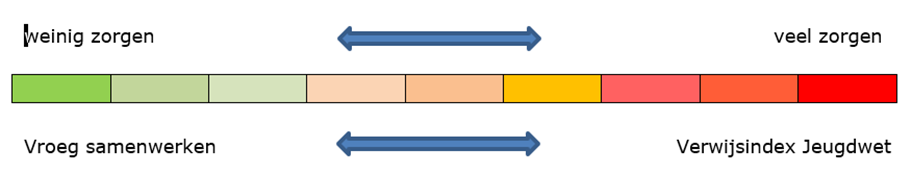 weinig zorgen veel zorgen
Vroeg samenwerken Verwijsindex Jeugdwet